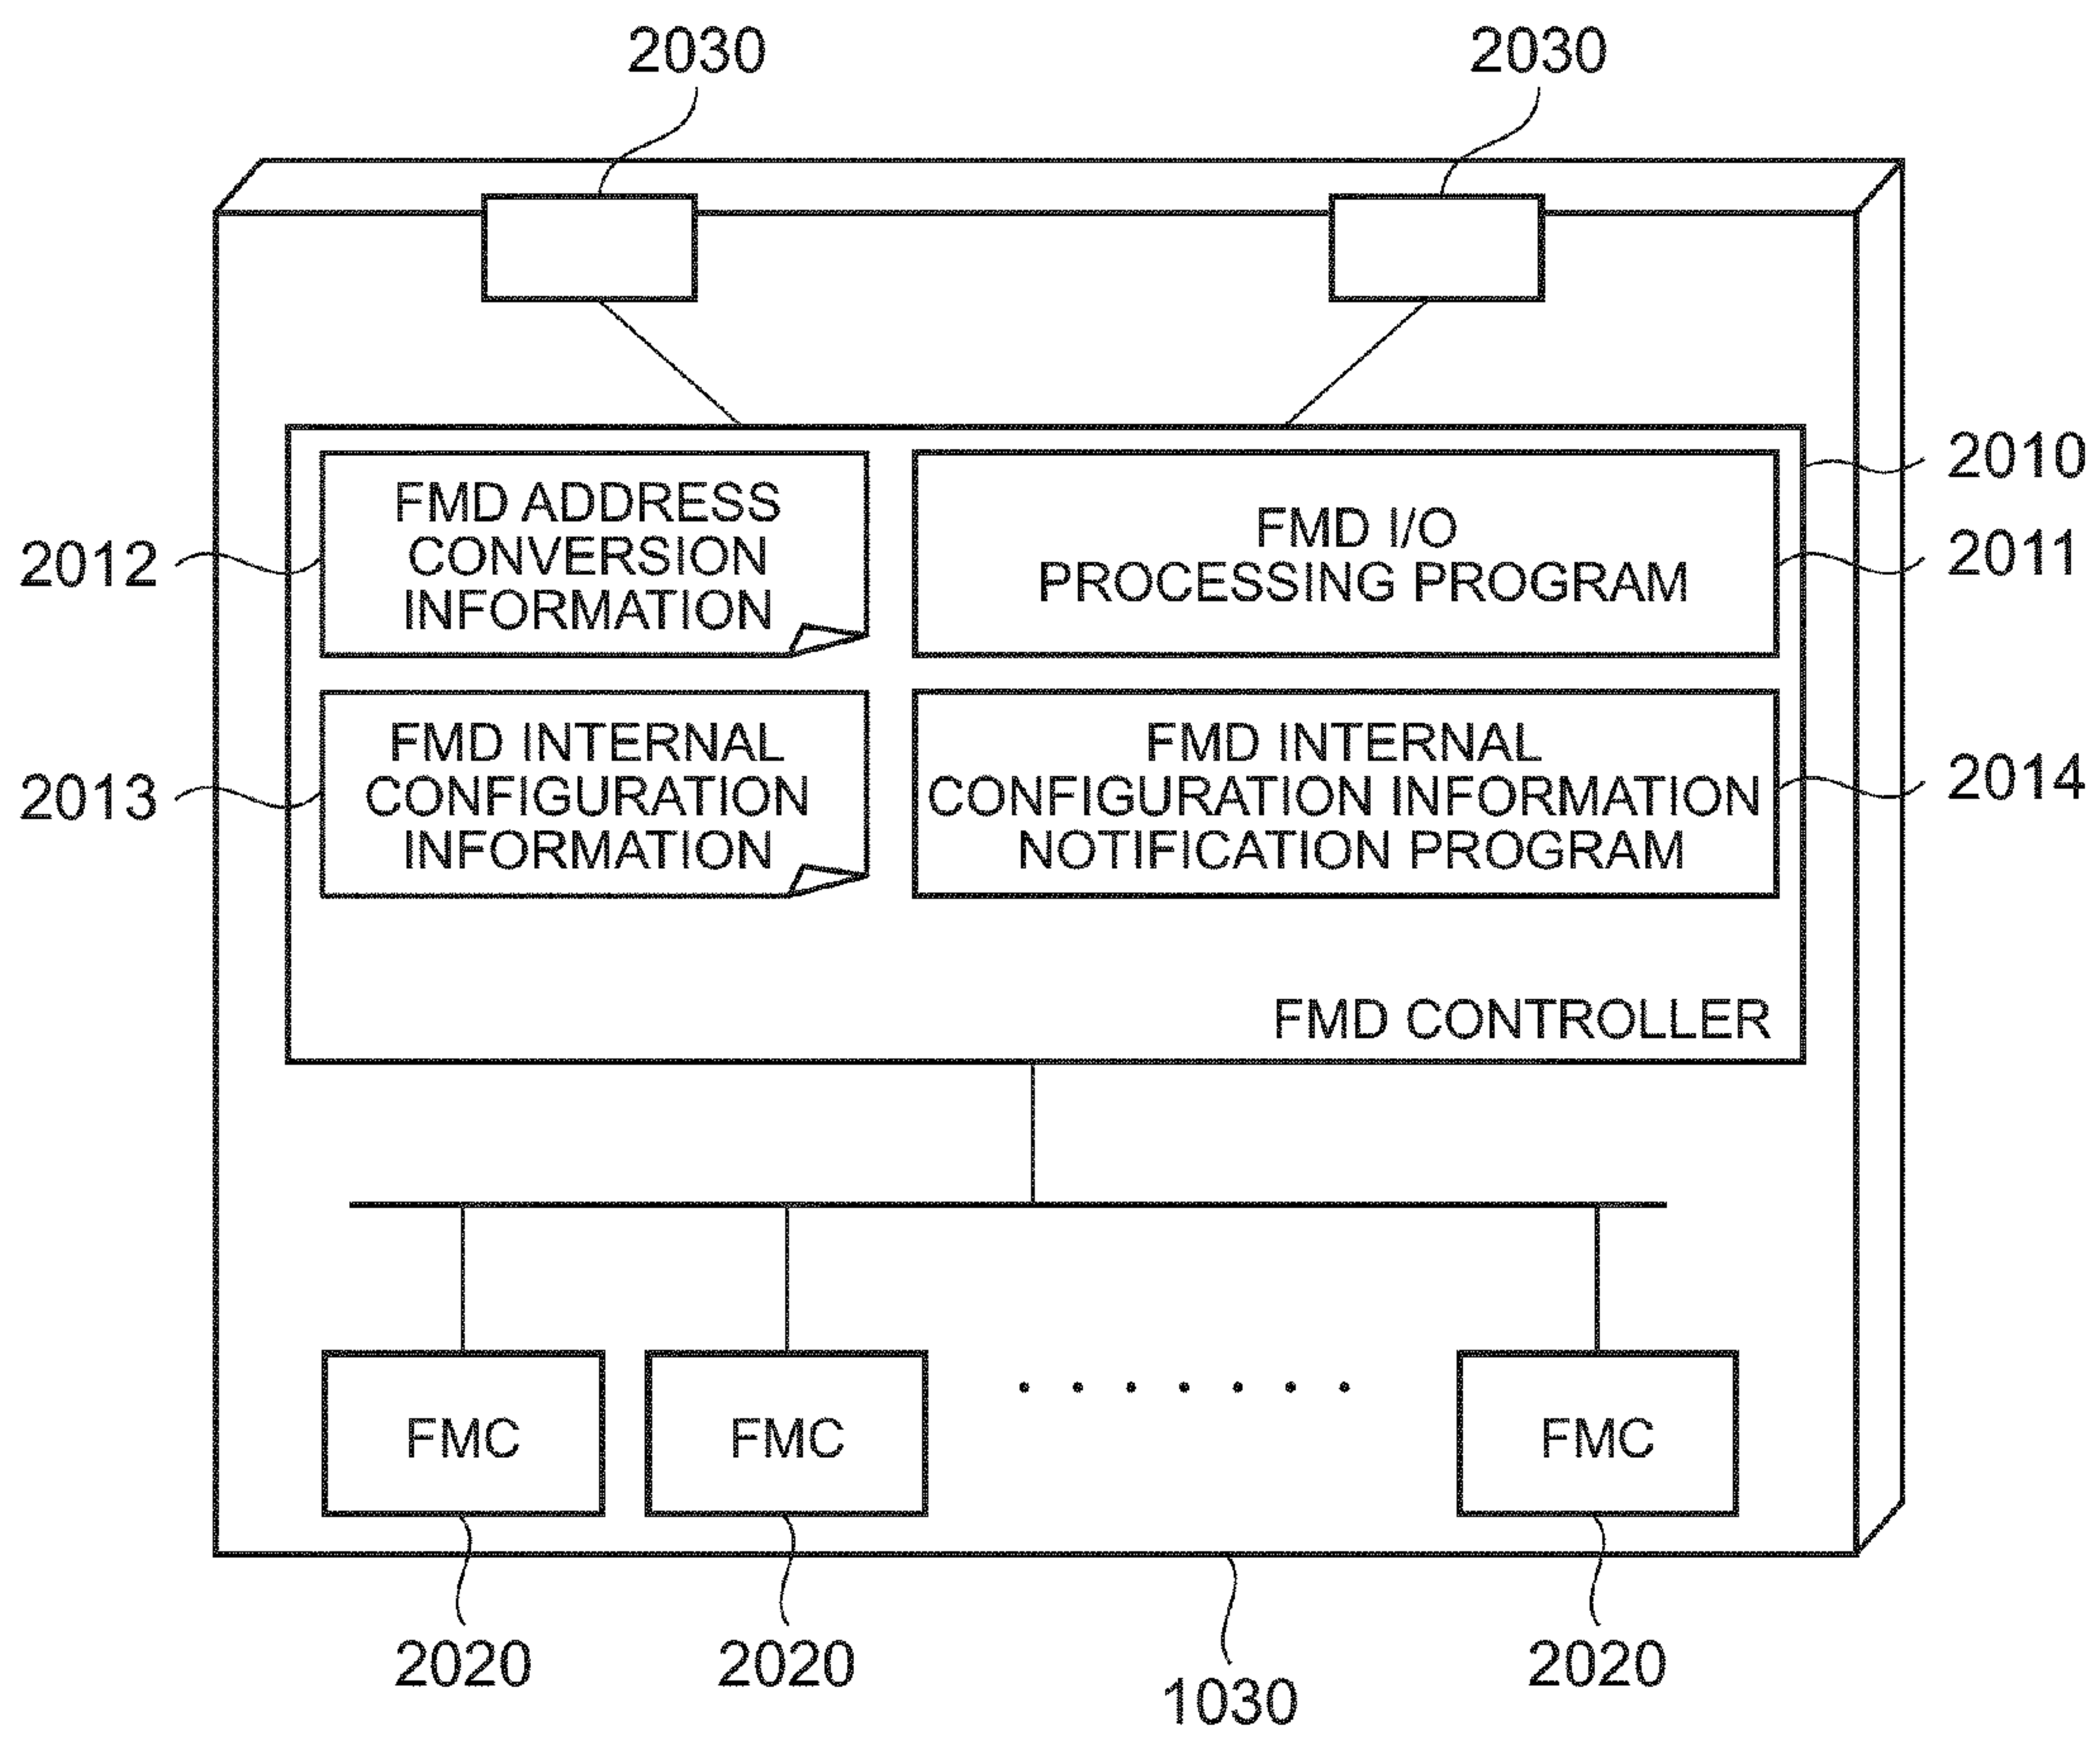 2030
2030
2010
FMD ADDRESS
CONVERSION
INFORMATION
2012
FMD I/O
PROCESSING PROGRAM
2011
FMD INTERNAL
CONFIGURATION
INFORMATION
2013
FMD INTERNAL
CONFIGURATION INFORMATION
NOTIFICATION PROGRAM
2014
FMD CONTROLLER
FMC
FMC
FMC
2020
2020
1030
2020